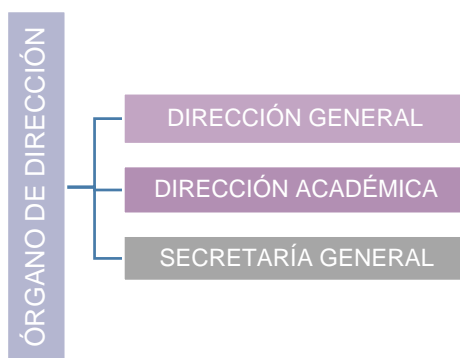 ÓRGANO DE DIRECCIÓN
DIRECCIÓN GENERAL
DIRECCIÓN ACADÉMICA
SECRETARÍA GENERAL